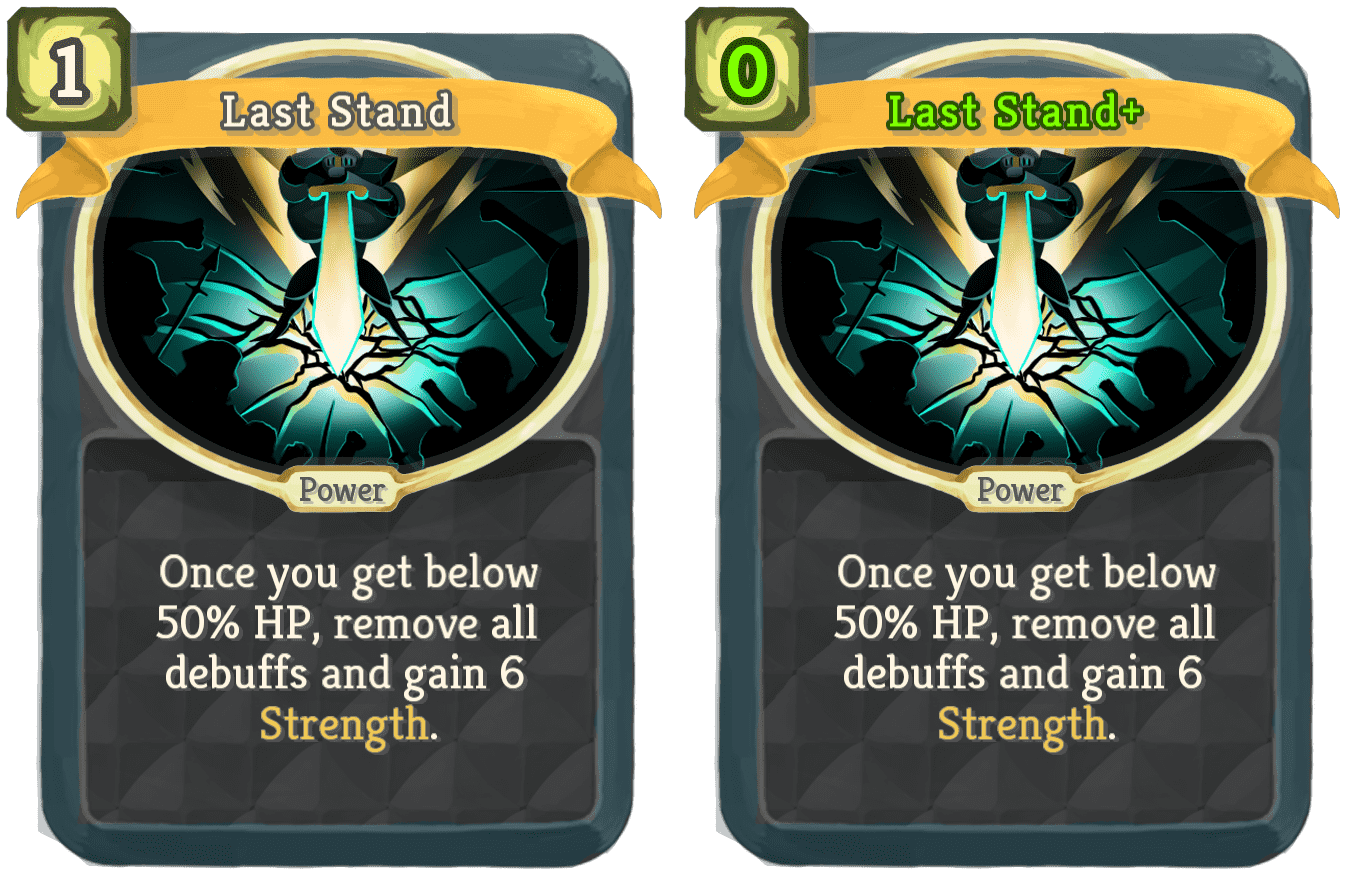 1
Last Stand
Power
Once you get below
50% HP, remove all
debuffs and gain 6
Strength.
0
Last Stand+
Power
Once you get below
50% HP, remove all
debuffs and gain 6
Strength.